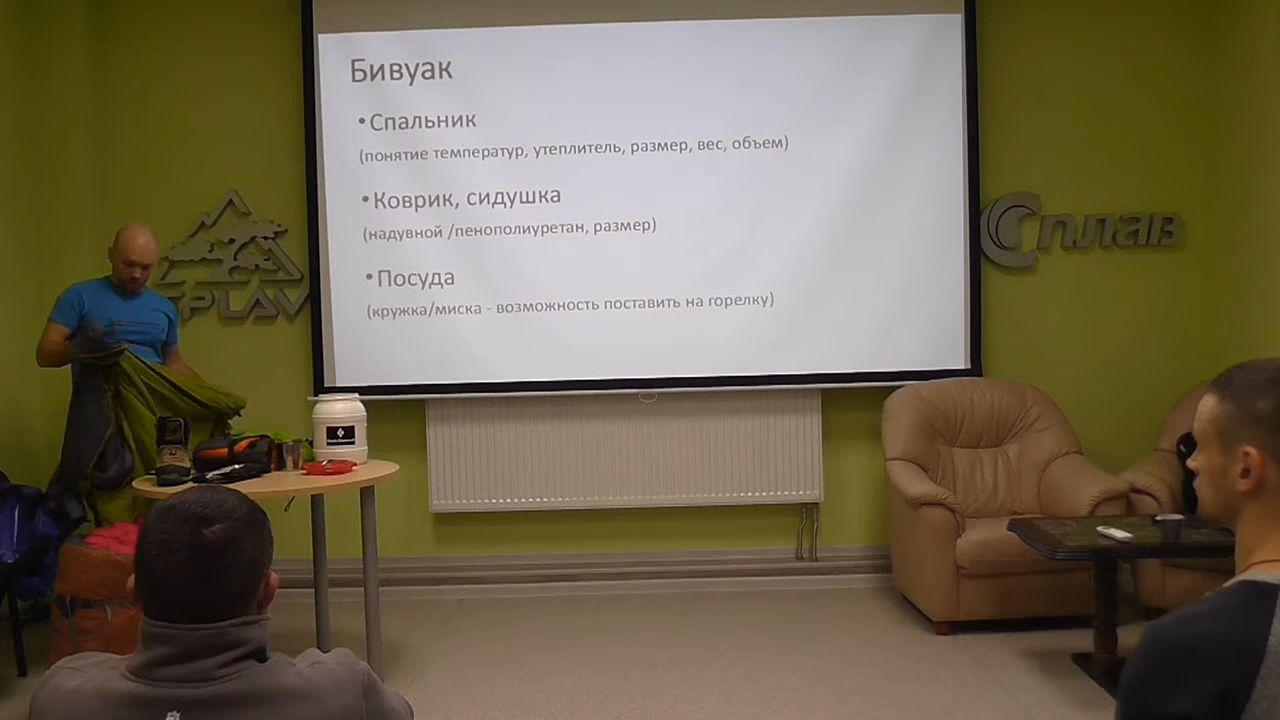 Бивуак
•Спальник
(понятие температур, утеплитель, размер, вес, объем)
•Коврик, сидушка
(надувной /пенополиуретан, размер)
•Посуда
(кружка/миска - возможность поставить на горелку)
SPLAV
Сплав